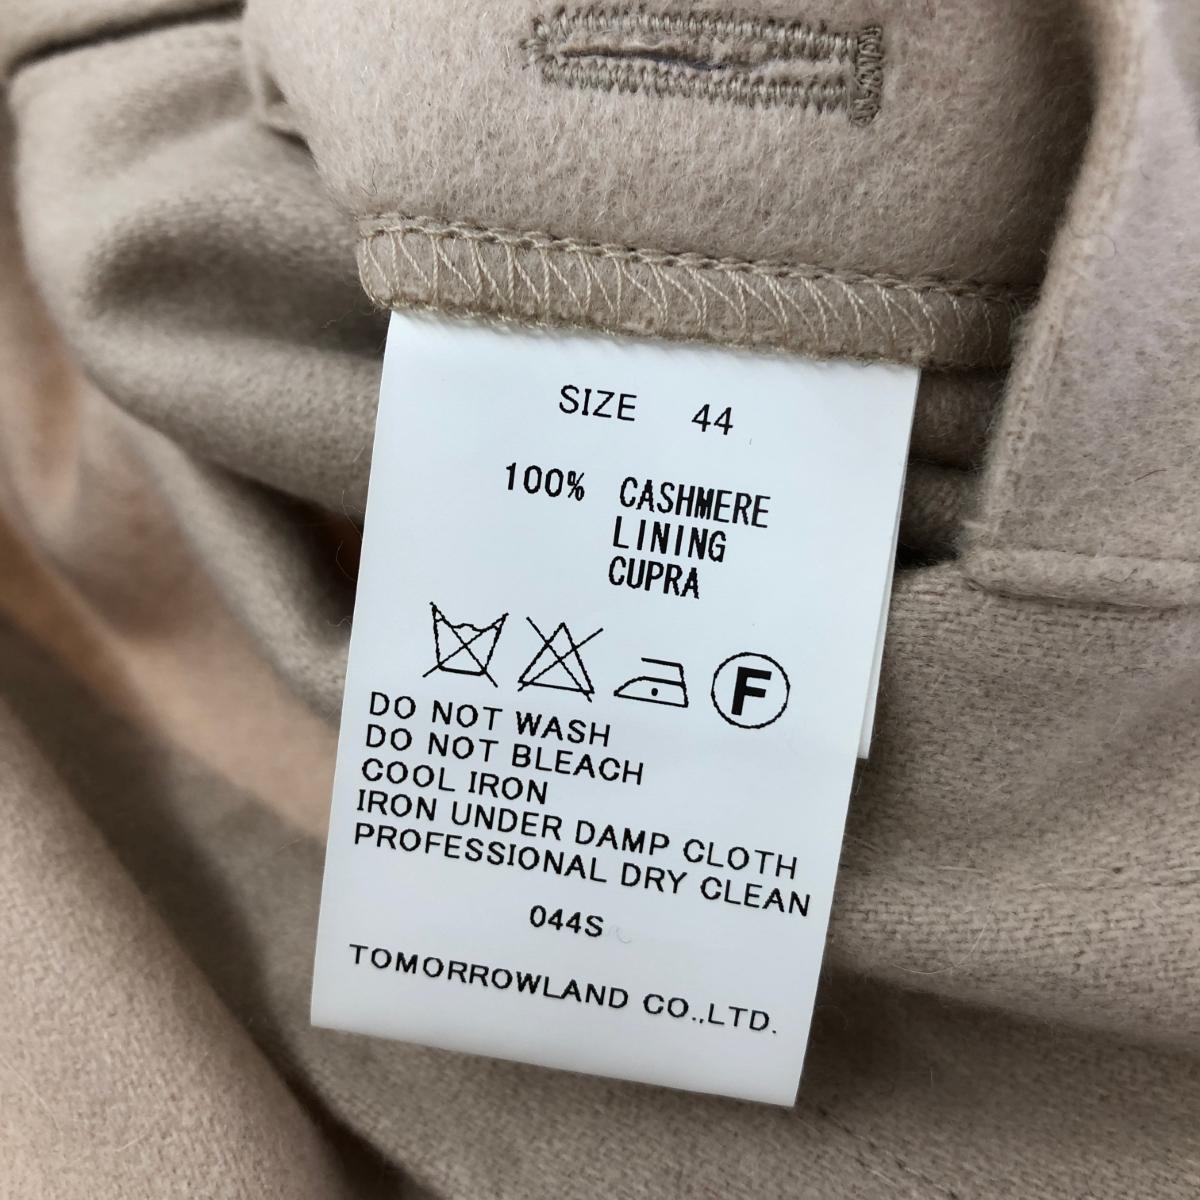 SIZE 44
100% CASHMERE
LINING
CUPRA
F
DO NOT WASH
DO NOT BLEACH
COOL IRON
IRON UNDER DAMP CLOTH
PROFESSIONAL DRY CLEAN
044S
TOMORROWLAND CO.,LTD.